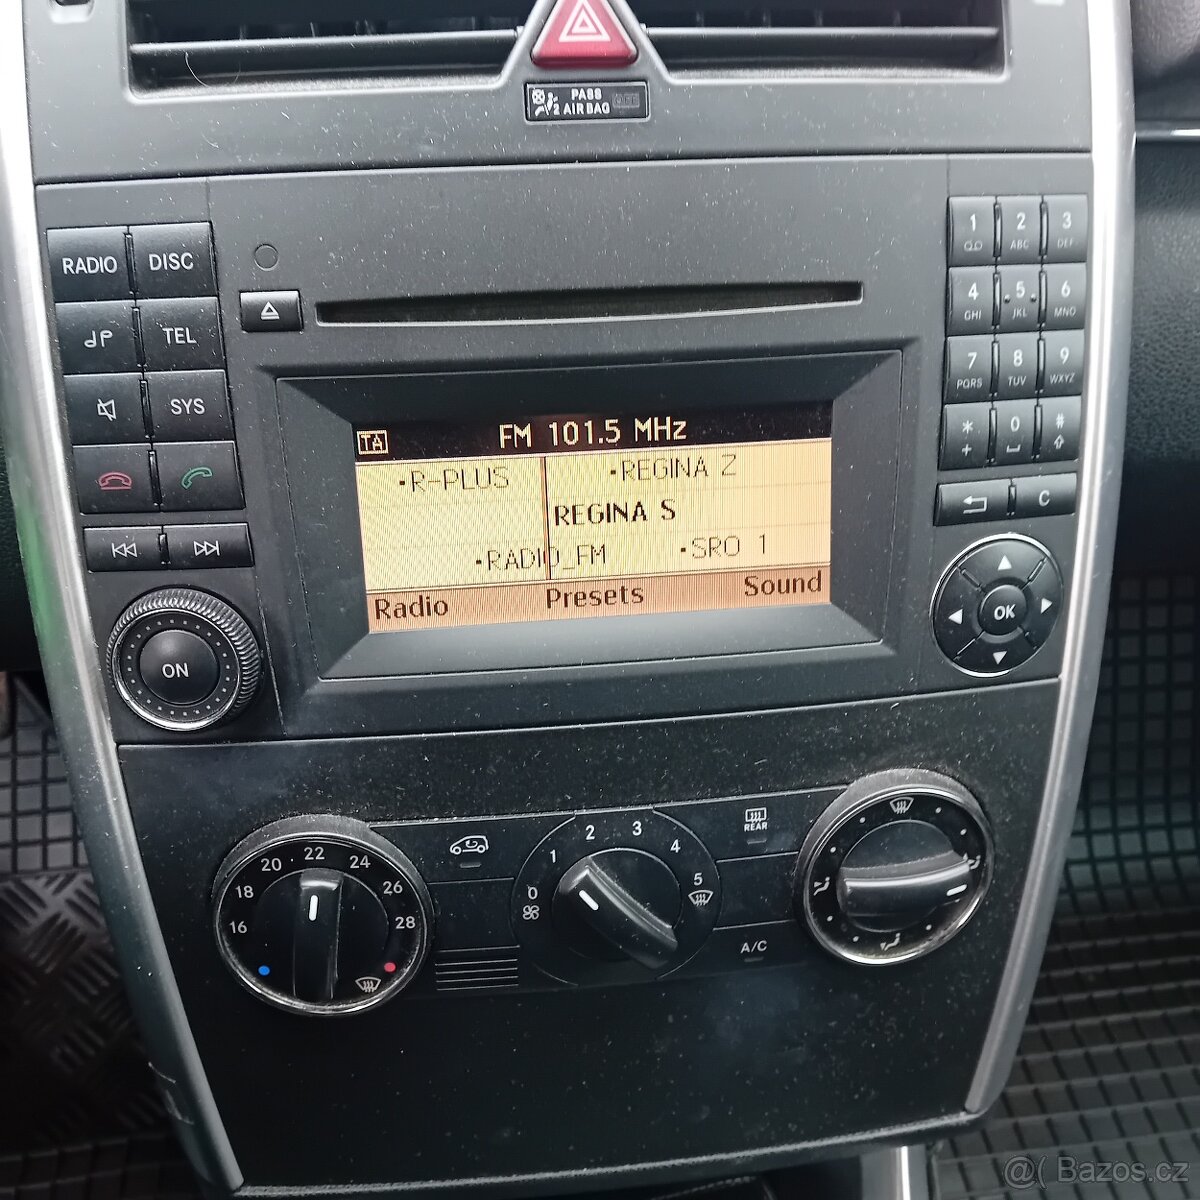 PASS
2 AIR BAG
RADIO
DISC
TEL
SYS
ON
1
QO
2
ABC
3
DEF
4
GHI
5
JKL
6
MNO
7
PQRS
8
TUV
9
WXYZ
*
+
0
#
C
OK
TA
FM 101.5 MHz
•R-PLUS
•REGINA Z
REGINA S
•RADIO_FM
•SRO 1
Radio
Presets
Sound
16
18
20
22
24
26
28
0
1
2
3
4
5
REAR
A/C
@( Bazos.cz